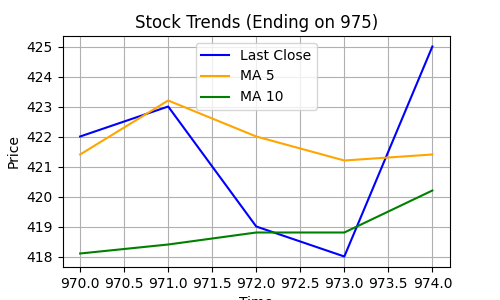 Stock Trends (Ending on 975)
Last Close
MA 5
MA 10
Price
425
424
423
422
421
420
419
418
970.0 970.5 971.0 971.5 972.0 972.5 973.0 973.5 974.0
Time